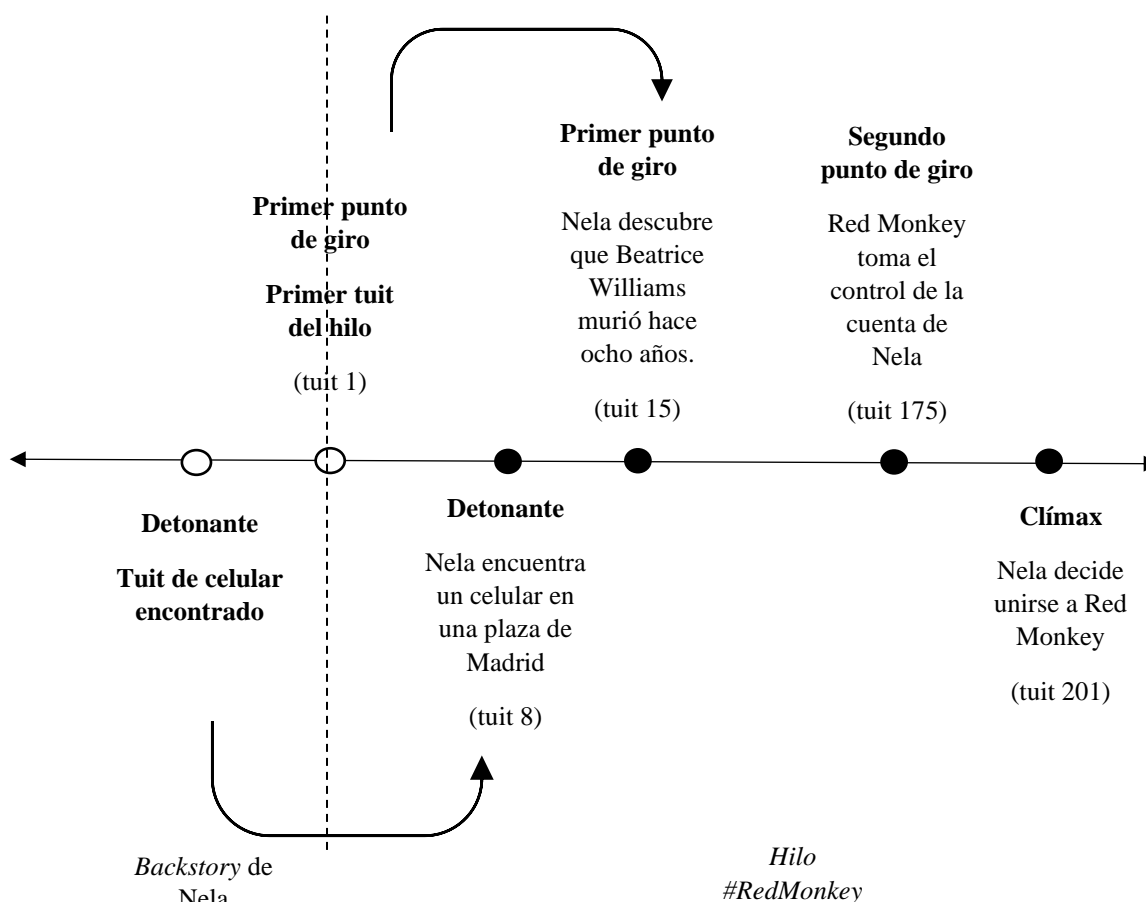 Primer punto
de giro
Primer tuit
del hilo
(tuit 1)
Primer punto
de giro
Nela descubre
que Beatrice
Williams
murió hace
ocho años.
(tuit 15)
Segundo
punto de giro
Red Monkey
toma el
control de la
cuenta de
Nela
(tuit 175)
Detonante
Tuit de celular
encontrado
Detonante
Nela encuentra
un celular en
una plaza de
Madrid
(tuit 8)
Clímax
Nela decide
unirse a Red
Monkey
(tuit 201)
Backstory de
Nela
Hilo
#RedMonkey